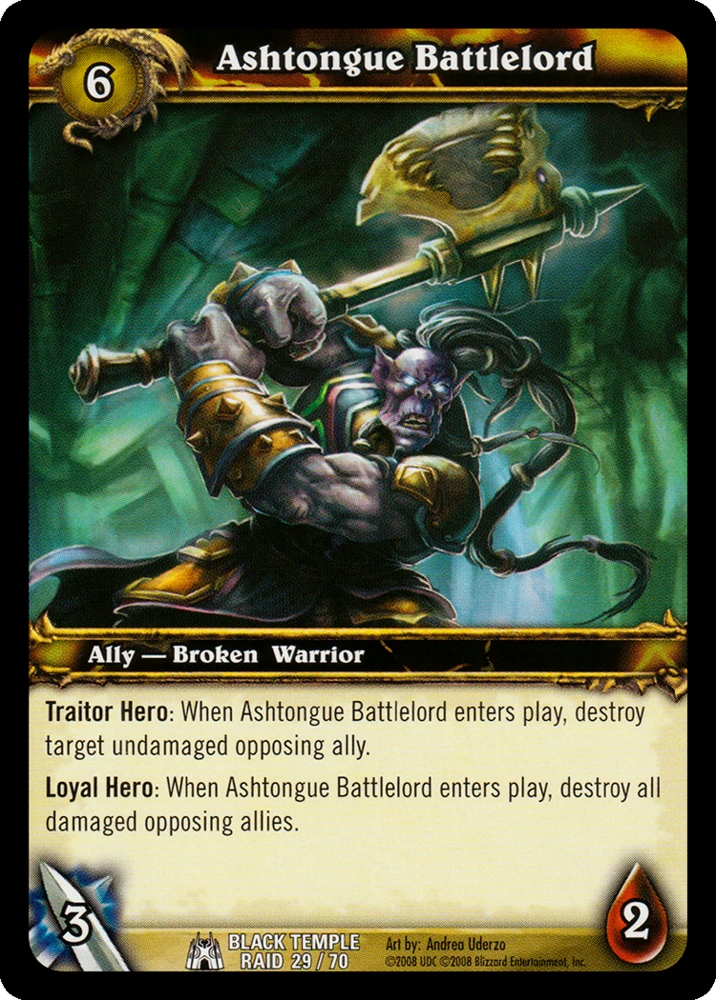 6
Ashtongue Battlelord
Ally — Broken Warrior
Traitor Hero: When Ashtongue Battlelord enters play, destroy
target undamaged opposing ally.
Loyal Hero: When Ashtongue Battlelord enters play, destroy all
damaged opposing allies.
3
BLACK TEMPLE
RAID 29 / 70
Art by: Andrea Uderzo
©2008 UDC ©2008 Blizzard Entertainment, Inc.
2